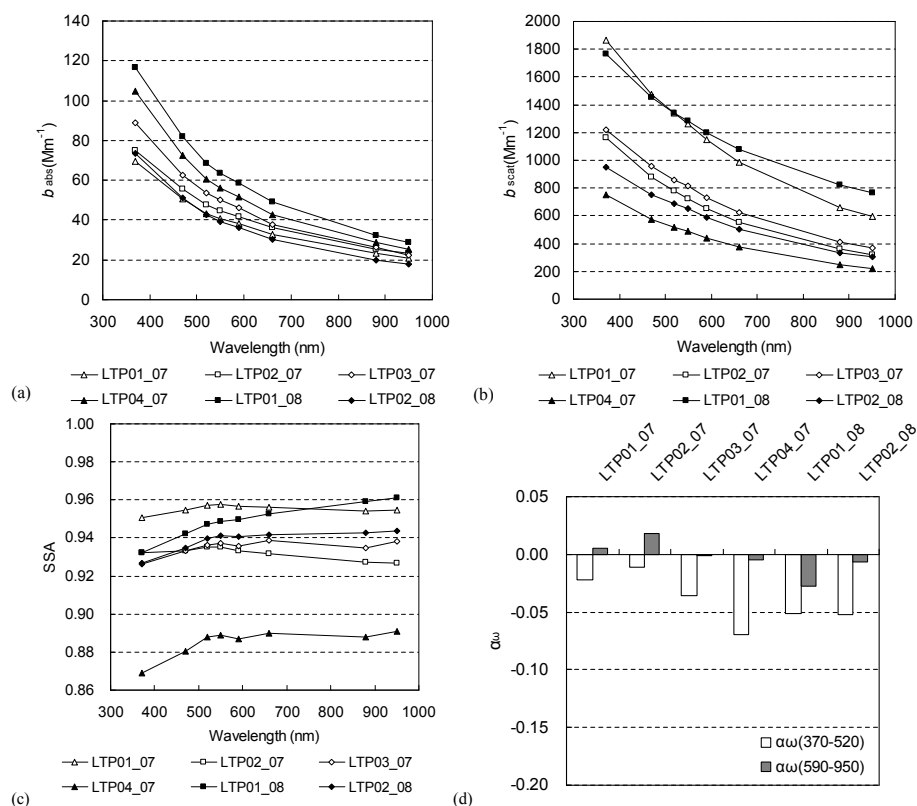 b abs(Mm-1)
140
120
100
80
60
40
20
0
300 400 500 600 700 800 900 1000
Wavelength (nm)
LTP01_07 LTP02_07 LTP03_07
LTP04_07 LTP01_08 LTP02_08
(a)
b scat(Mm-1)
2000
1800
1600
1400
1200
1000
800
600
400
200
0
300 400 500 600 700 800 900 1000
Wavelength (nm)
LTP01_07 LTP02_07 LTP03_07
LTP04_07 LTP01_08 LTP02_08
(b)
SSA
1.00
0.98
0.96
0.94
0.92
0.90
0.88
0.86
300 400 500 600 700 800 900 1000
Wavelength (nm)
LTP01_07 LTP02_07 LTP03_07
LTP04_07 LTP01_08 LTP02_08
(c)
LTP01_07
LTP02_07
LTP03_07
LTP04_07
LTP01_08
LTP02_08
αω
0.05
0.00
-0.05
-0.10
-0.15
-0.20
αω(370-520)
αω(590-950)
(d)